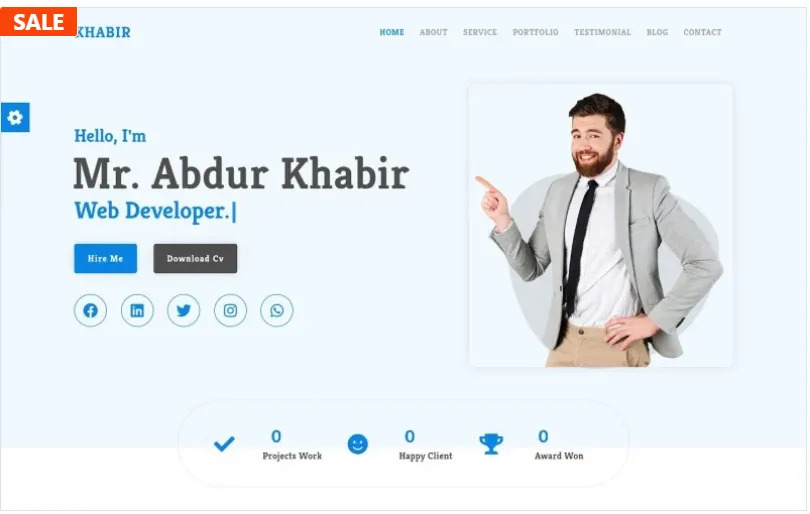 SALE
KHABIR
HOME ABOUT SERVICE PORTFOLIO TESTIMONIAL BLOG CONTACT
Hello, I'm
Mr. Abdur Khabir
Web Developer.|
Hire Me Download Cv
0 0 0
Projects Work Happy Client Award Won